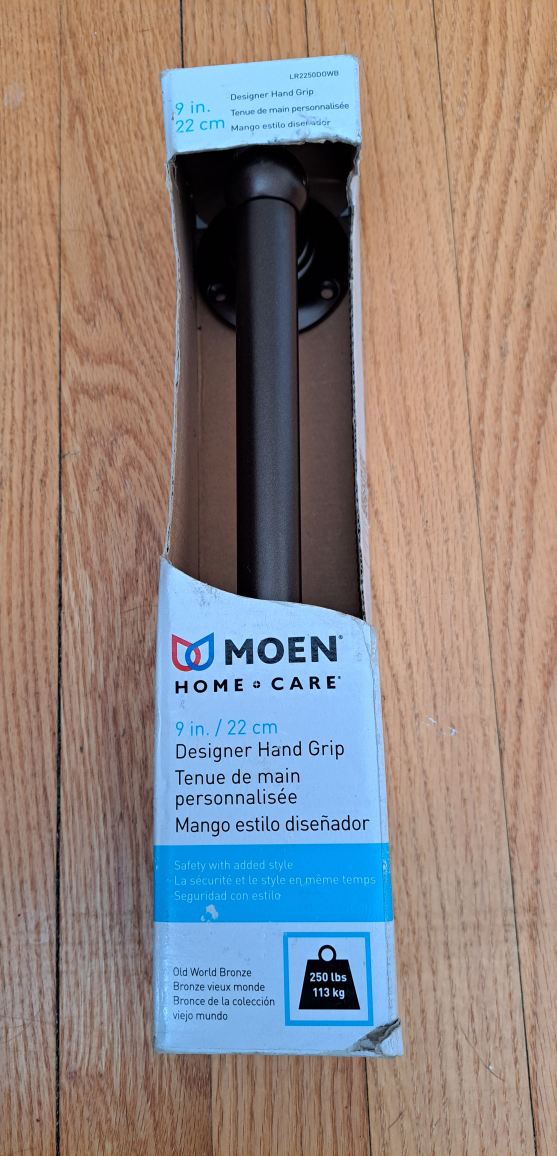 LR2250DOWB
9 in.
22 cm
Designer Hand Grip
Tenue de main personnalisée
Mango estilo diseñador
MOEN®
HOME + CARE®
9 in. / 22 cm
Designer Hand Grip
Tenue de main
personnalisée
Mango estilo diseñador
Safety with added style
La sécurité et le style en même temps
Seguridad con estilo
Old World Bronze
Bronze vieux monde
Bronce de la colección
viejo mundo
250 lbs
113 kg